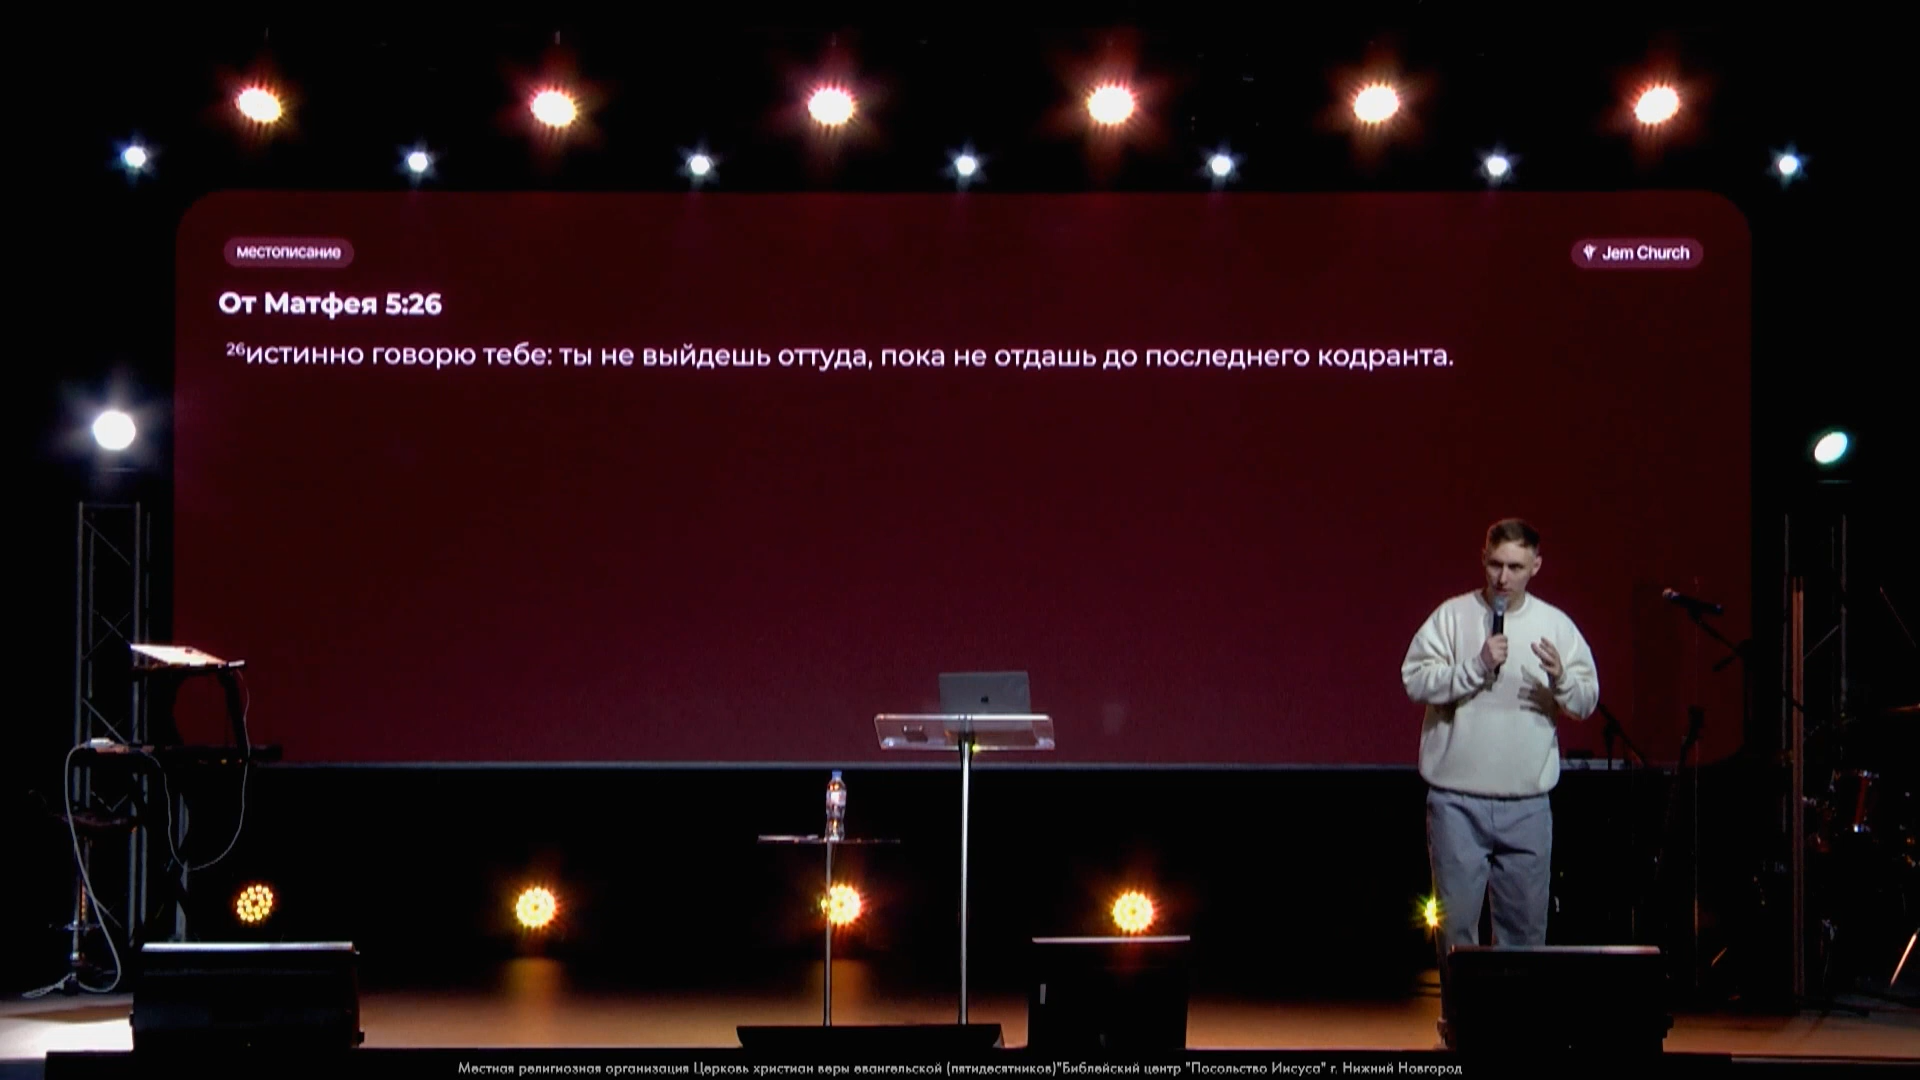 местописание
Jem Church
От Матфея 5:26
26истинно говорю тебе: ты не выйдешь оттуда, пока не отдашь до последнего кодранта.
Местная религиозная организация Церковь христиан веры евангельской (пятидесятников)"Библейский центр "Посольство Иисуса" г. Нижний Новгород